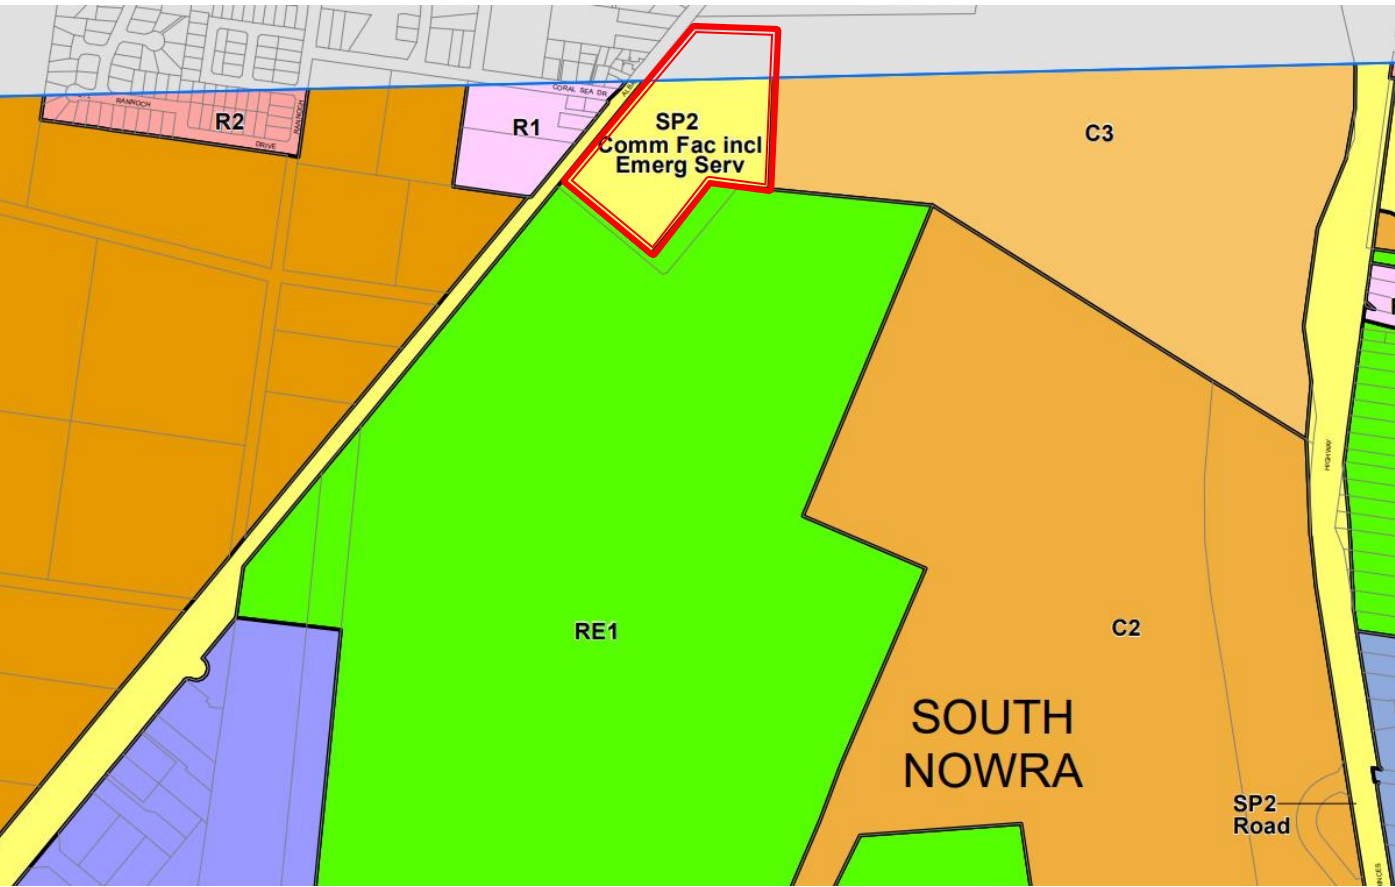 RANNOCH
RANNOCH
DRIVE
R2
CORAL SEA DR
R1
SP2
Comm Fac incl
Emerg Serv
C3
HIGHWAY
RE1
C2
SOUTH
NOWRA
SP2
Road